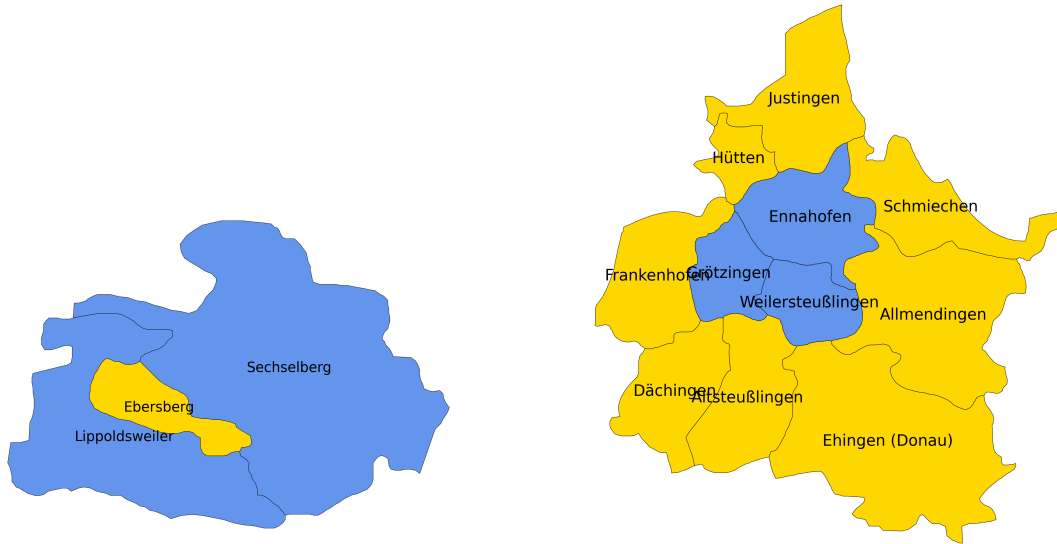 Justingen
Hütten
Schmiechen
Ennahofen
Frankenhofen
Grötzingen
Weilersteußlingen
Allmendingen
Sechselberg
Dächingen
Altsteußlingen
Ebersberg
Lippoldsweiler
Ehingen (Donau)